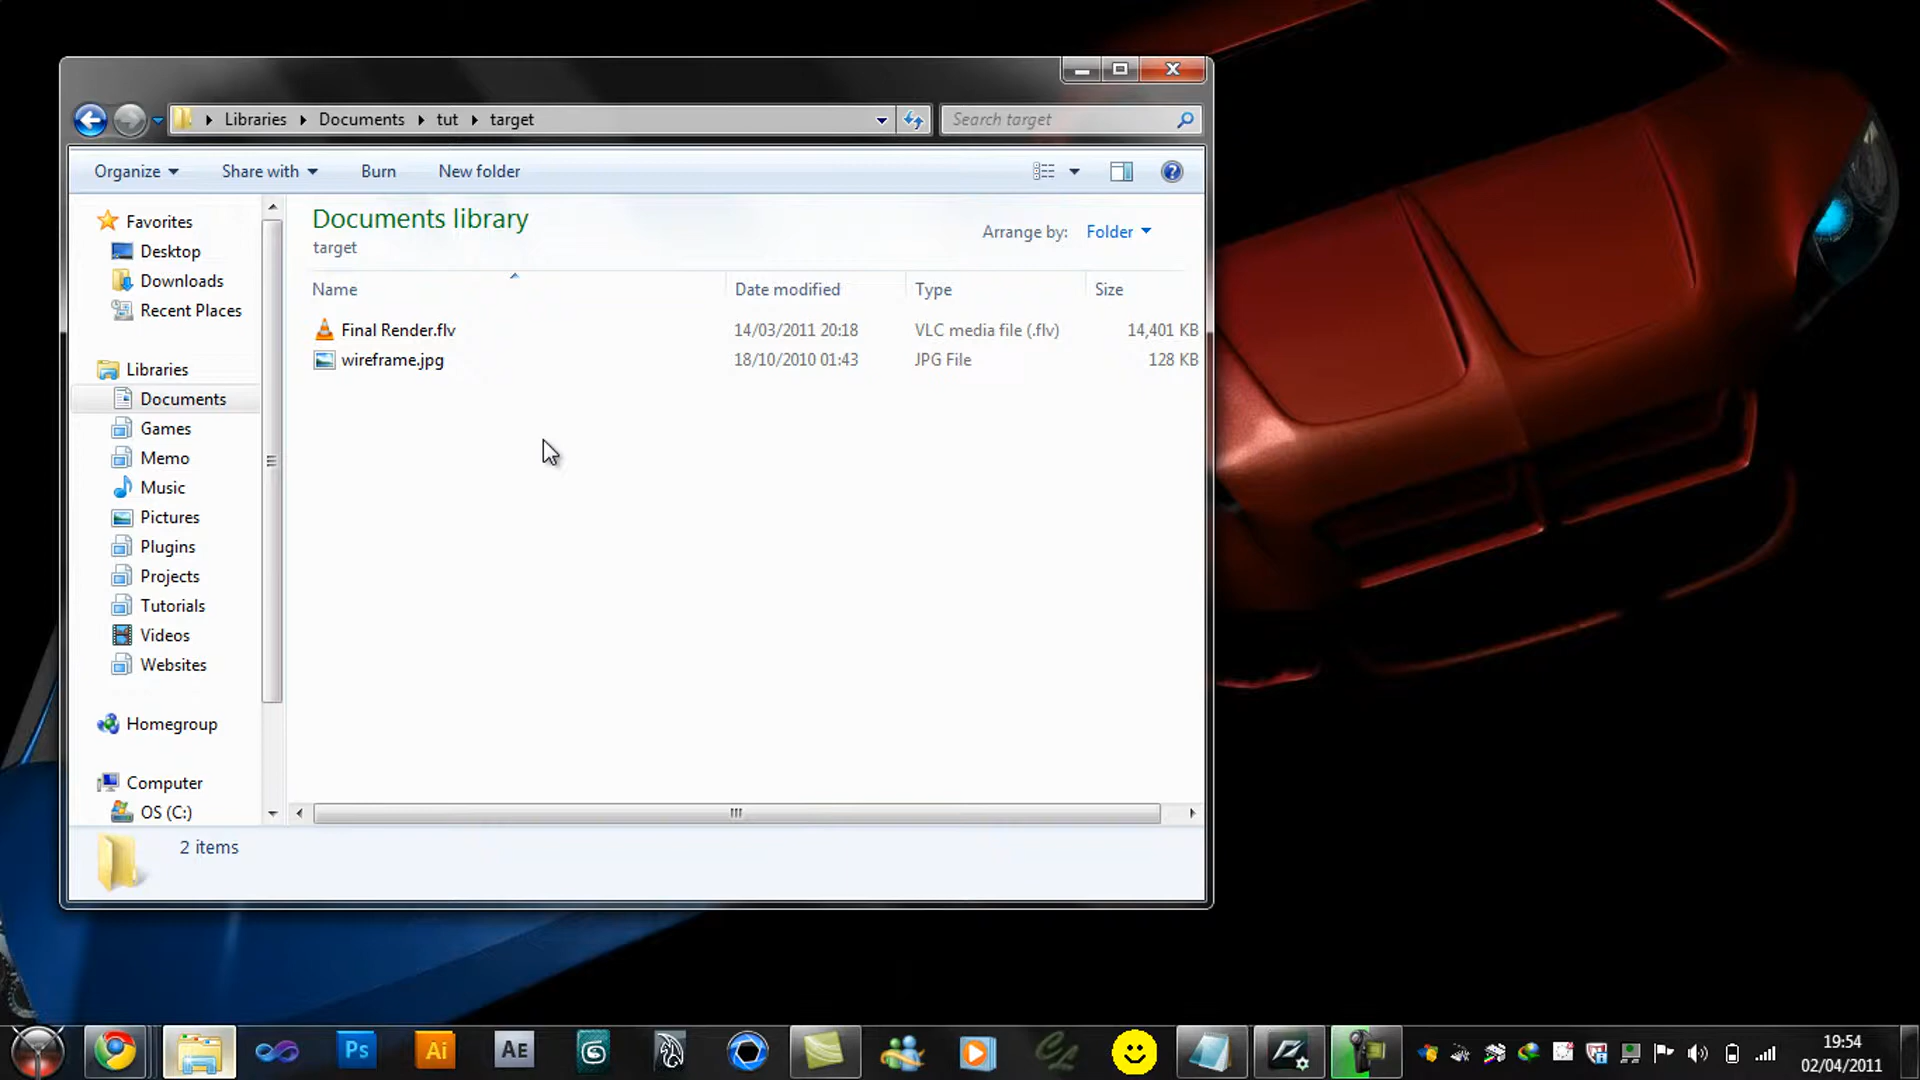 Libraries Documents tut target
Search target
Organize Share with Burn New folder
Favorites
Desktop
Downloads
Recent Places
Libraries
Documents
Games
Memo
Music
Pictures
Plugins
Projects
Tutorials
Videos
Websites
Homegroup
Computer
OS (C:)
Documents library
target
Arrange by: Folder
Name Date modified Type Size
Final Render.flv 14/03/2011 20:18 VLC media file (.flv) 14,401 KB
wireframe.jpg 18/10/2010 01:43 JPG File 128 KB
2 items
Ps Ai AE
19:54
02/04/2011